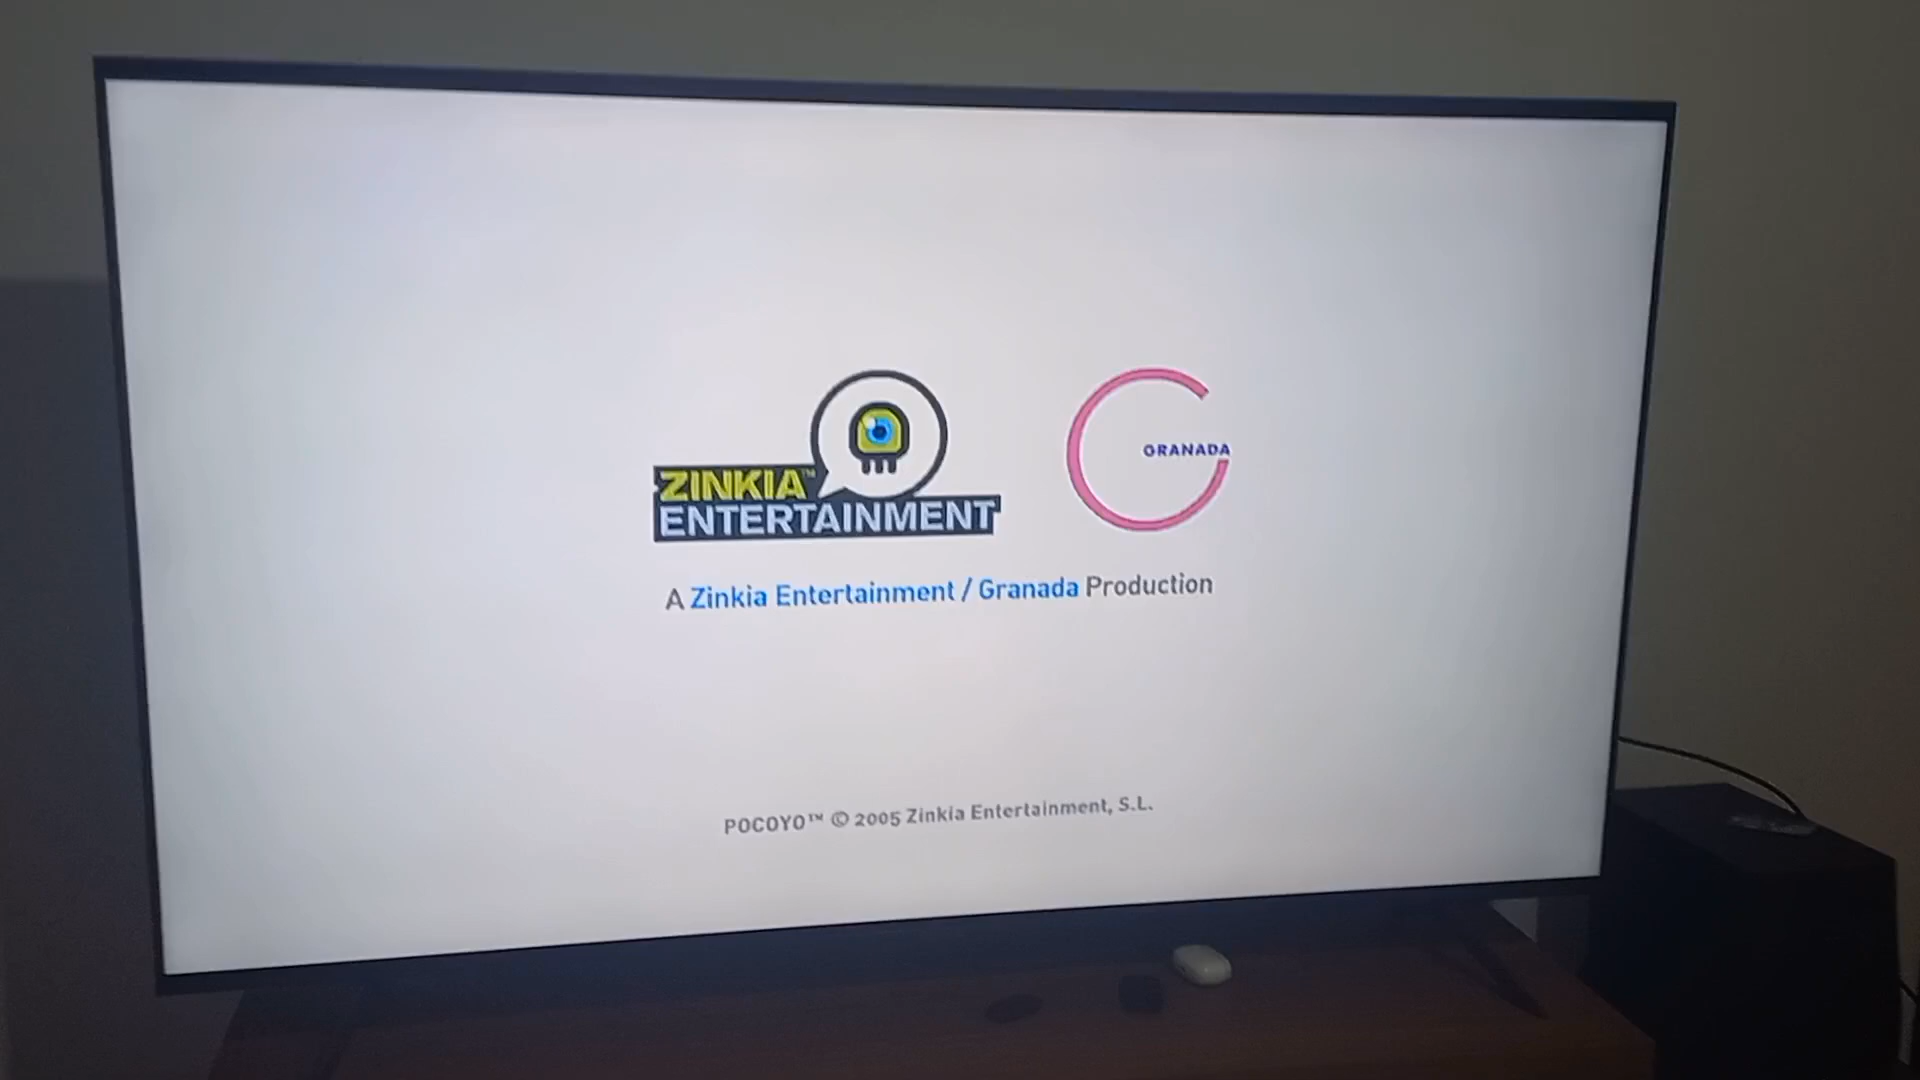 ZINKIA™
ENTERTAINMENT
GRANADA
A Zinkia Entertainment / Granada Production
POCOYO™ © 2005 Zinkia Entertainment, S.L.